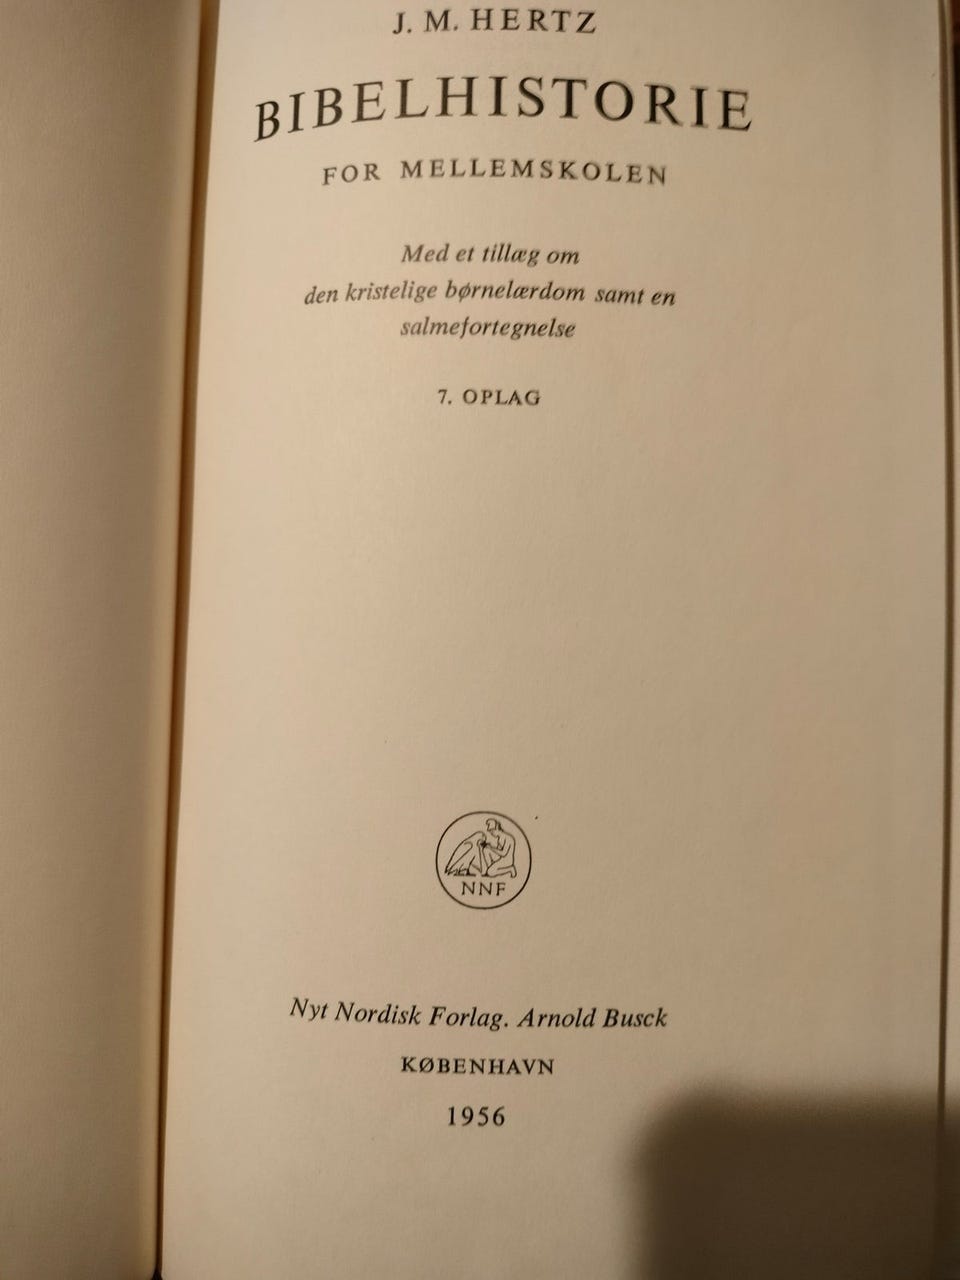 J. M. HERTZ
BIBELHISTORIE
FOR MELLEMSKOLEN
Med et tillæg om
den kristelige børnelærdom samt en
salmefortegnelse
7. OPLAG
NNF
Nyt Nordisk Forlag. Arnold Busck
KØBENHAVN
1956